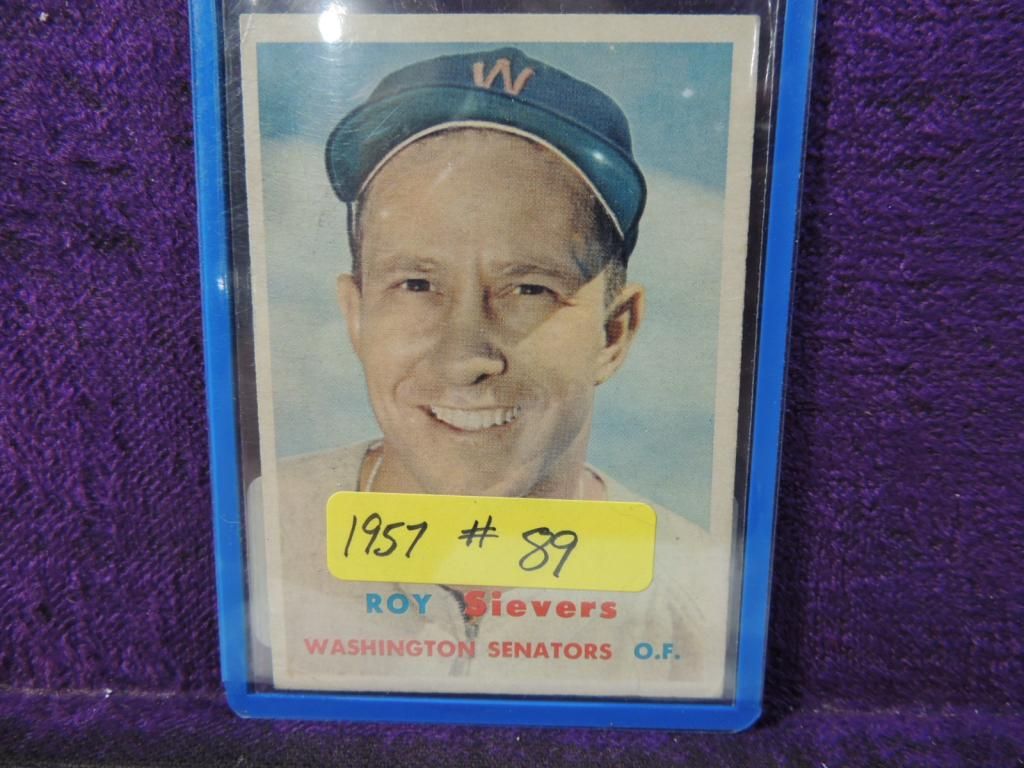 W
1957 # 89
ROY Sievers
WASHINGTON SENATORS O.F.